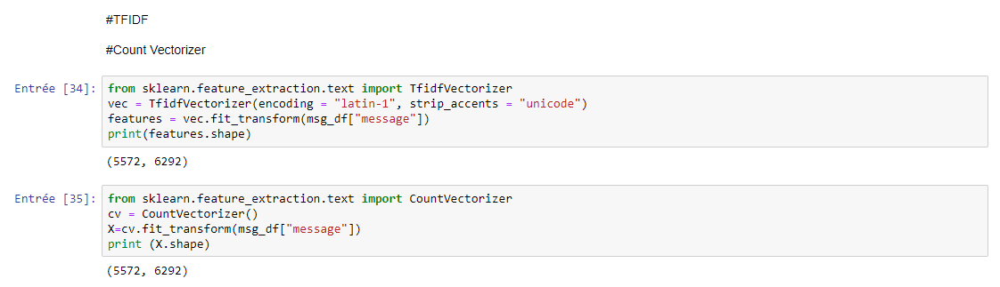 #TFIDF
#Count Vectorizer
Entrée [34]: from sklearn.feature_extraction.text import TfidfVectorizer
vec = TfidfVectorizer(encoding = "latin-1", strip_accents = "unicode")
features = vec.fit_transform(msg_df["message"])
print(features.shape)
(5572, 6292)
Entrée [35]: from sklearn.feature_extraction.text import CountVectorizer
cv = CountVectorizer()
X=cv.fit_transform(msg_df["message"])
print (X.shape)
(5572, 6292)